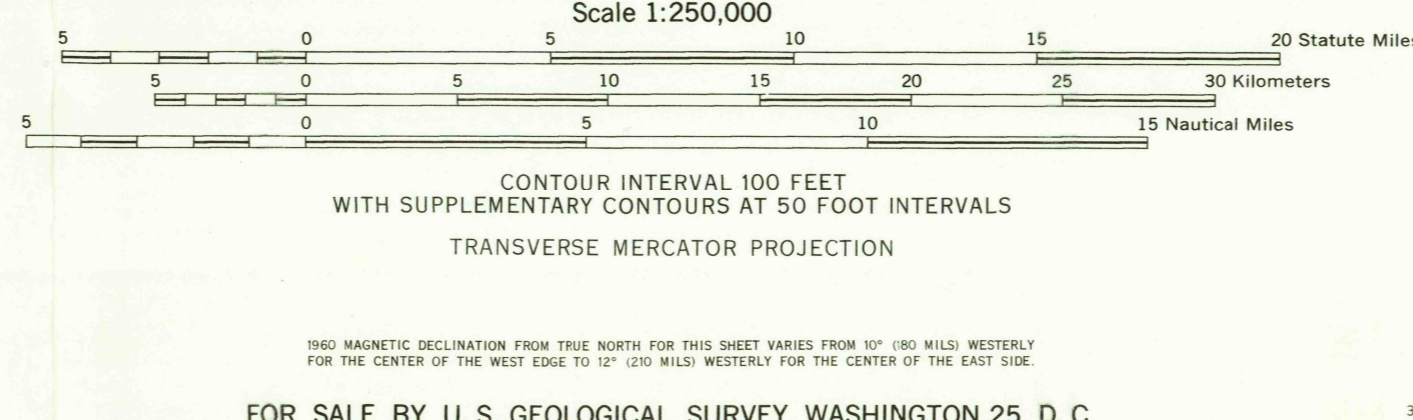 Scale 1:250,000
5 0 5 10 15 20 Statute Miles
5 0 5 10 15 20 25 30 Kilometers
5 0 5 10 15 Nautical Miles
CONTOUR INTERVAL 100 FEET
WITH SUPPLEMENTARY CONTOURS AT 50 FOOT INTERVALS
TRANSVERSE MERCATOR PROJECTION
1960 MAGNETIC DECLINATION FROM TRUE NORTH FOR THIS SHEET VARIES FROM 10° (180 MILS) WESTERLY
FOR THE CENTER OF THE WEST EDGE TO 12° (210 MILS) WESTERLY FOR THE CENTER OF THE EAST SIDE.
FOR SALE BY U. S. GEOLOGICAL SURVEY, WASHINGTON 25, D. C.